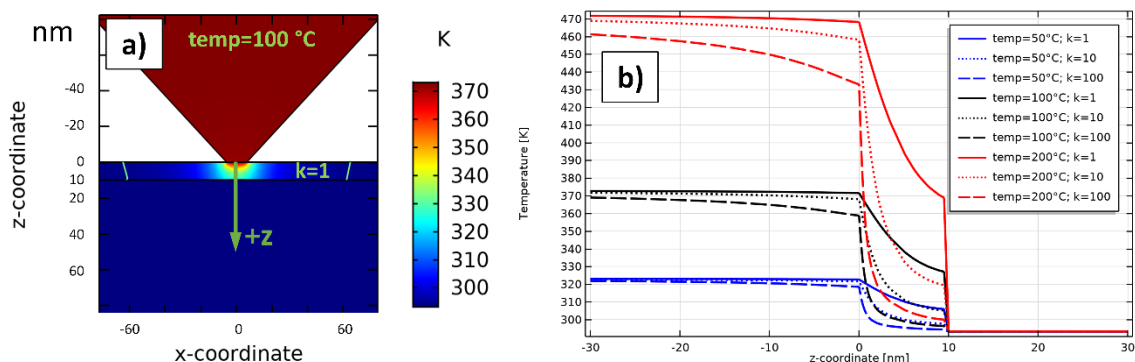 nm
a)
temp=100 °C
K
-40
-20
0
10
20
40
60
k=1
+z
-60
0
60
z-coordinate
x-coordinate
370
360
350
340
330
320
310
300
b)
Temperature [K]
470
460
450
440
430
420
410
400
390
380
370
360
350
340
330
320
310
300
-30
-20
-10
0
10
20
30
z-coordinate [nm]
temp=50°C; k=1
temp=50°C; k=10
temp=50°C; k=100
temp=100°C; k=1
temp=100°C; k=10
temp=100°C; k=100
temp=200°C; k=1
temp=200°C; k=10
temp=200°C; k=100